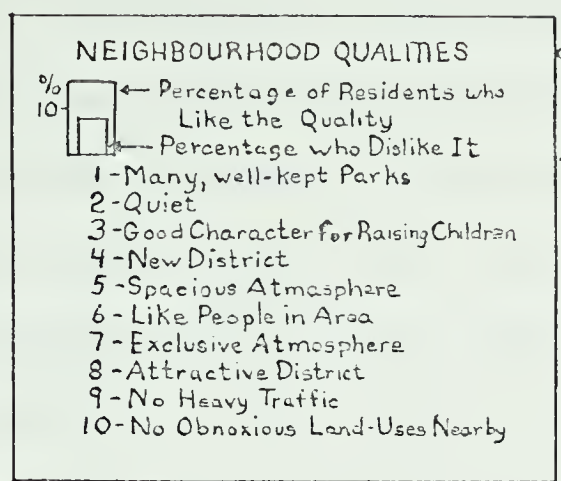 NEIGHBOURHOOD QUALITIES
%
10
Percentage of Residents who
Like the Quality
Percentage who Dislike It
1-Many, well-kept Parks
2-Quiet
3-Good Character for Raising Children
4-New District
5-Spacious Atmasphere
6-Like People in Area
7-Exclusive Atmosphere
8-Attractive District
9-No Heavy Traffic
10-No Obnoxious Land-Uses Nearby